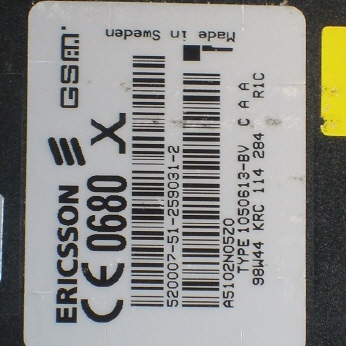 ERICSSON GSM
CE 0680 X Made in Sweden
520007-51-259031-2
A5102N05Z0
TYPE 1050613-BV C A A
98W44 KRC 114 284 R1C